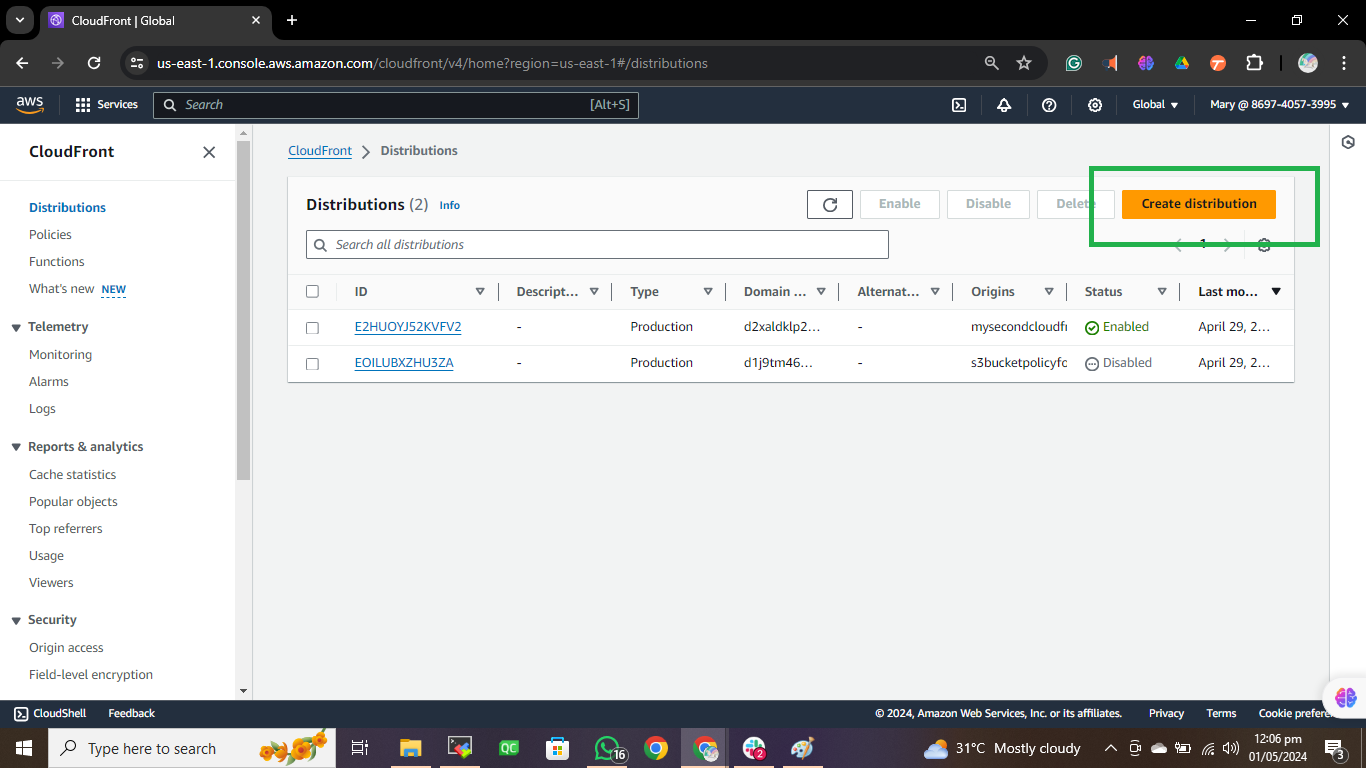 CloudFront | Global
us-east-1.console.aws.amazon.com/cloudfront/v4/home?region=us-east-1#/distributions
aws Services Search [Alt+S] Global Mary @ 8697-4057-3995
CloudFront
Distributions
Policies
Functions
What's new NEW
Telemetry
Monitoring
Alarms
Logs
Reports & analytics
Cache statistics
Popular objects
Top referrers
Usage
Viewers
Security
Origin access
Field-level encryption
CloudFront Distributions
Distributions (2) Info Enable Disable Delete Create distribution
Search all distributions 1
ID Descript... Type Domain ... Alternat... Origins Status Last mo...
E2HUOYJ52KVFV2 - Production d2xaldklp2... - mysecondcloudfr Enabled April 29, 2...
EOILUBXZHU3ZA - Production d1j9tm46... - s3bucketpolicyfo Disabled April 29, 2...
CloudShell Feedback © 2024, Amazon Web Services, Inc. or its affiliates. Privacy Terms Cookie prefere
Type here to search QC 16 2 31°C Mostly cloudy 12:06 pm
01/05/2024 3